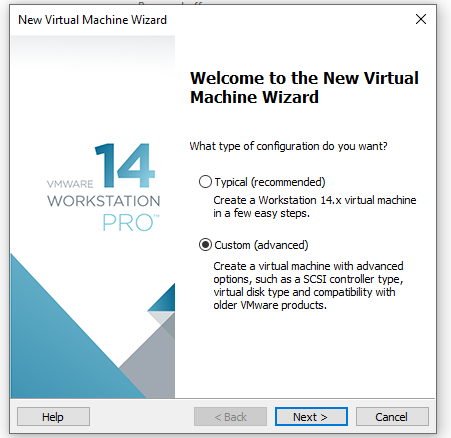 New Virtual Machine Wizard
Welcome to the New Virtual
Machine Wizard
What type of configuration do you want?
Typical (recommended)
Create a Workstation 14.x virtual machine
in a few easy steps.
Custom (advanced)
Create a virtual machine with advanced
options, such as a SCSI controller type,
virtual disk type and compatibility with
older VMware products.
VMWARE 14
WORKSTATION
PRO™
Help
< Back
Next >
Cancel